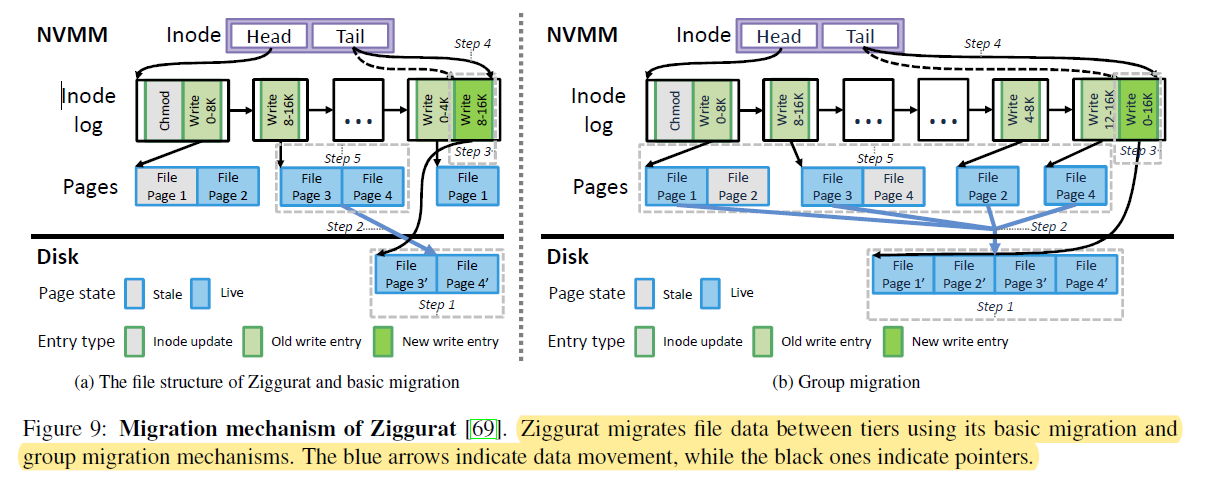 NVMM
Inode
Head
Tail
Step 4
Inode
log
Chmod
Write
0-8K
Write
8-16K
...
Write
0-4K
Write
8-16K
Step 3
Step 5
Pages
File
Page 1
File
Page 2
File
Page 3
File
Page 4
File
Page 1
Step 2
Disk
File
Page 3’
File
Page 4’
Step 1
Page state
Stale
Live
Entry type
Inode update
Old write entry
New write entry
(a) The file structure of Ziggurat and basic migration
NVMM
Inode
Head
Tail
Step 4
Inode
log
Chmod
Write
0-8K
Write
8-16K
...
...
Write
4-8K
Write
12-16K
Write
0-16K
Step 3
Step 5
Pages
File
Page 1
File
Page 2
File
Page 3
File
Page 4
File
Page 2
File
Page 4
Step 2
Disk
File
Page 1’
File
Page 2’
File
Page 3’
File
Page 4’
Step 1
Page state
Stale
Live
Entry type
Inode update
Old write entry
New write entry
(b) Group migration
Figure 9: Migration mechanism of Ziggurat [69]. Ziggurat migrates file data between tiers using its basic migration and
group migration mechanisms. The blue arrows indicate data movement, while the black ones indicate pointers.